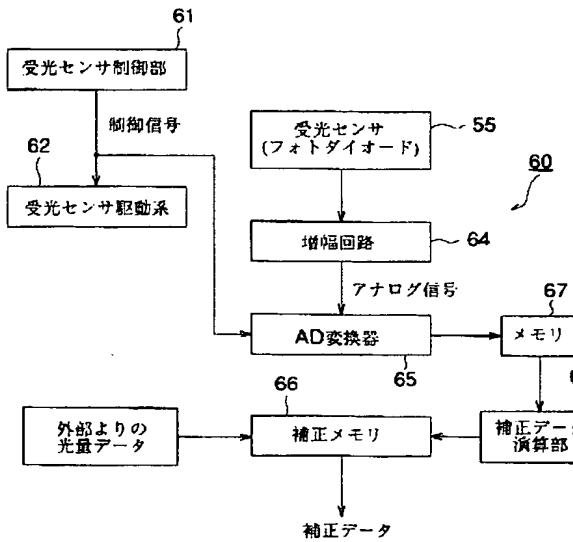 61
受光センサ制御部
制御信号
62
受光センサ駆動系
受光センサ
(フォトダイオード)
55
60
増幅回路
64
アナログ信号
AD変換器
65
67
メモリ
66
外部よりの
光量データ
補正メモリ
補正データ
演算部
補正データ